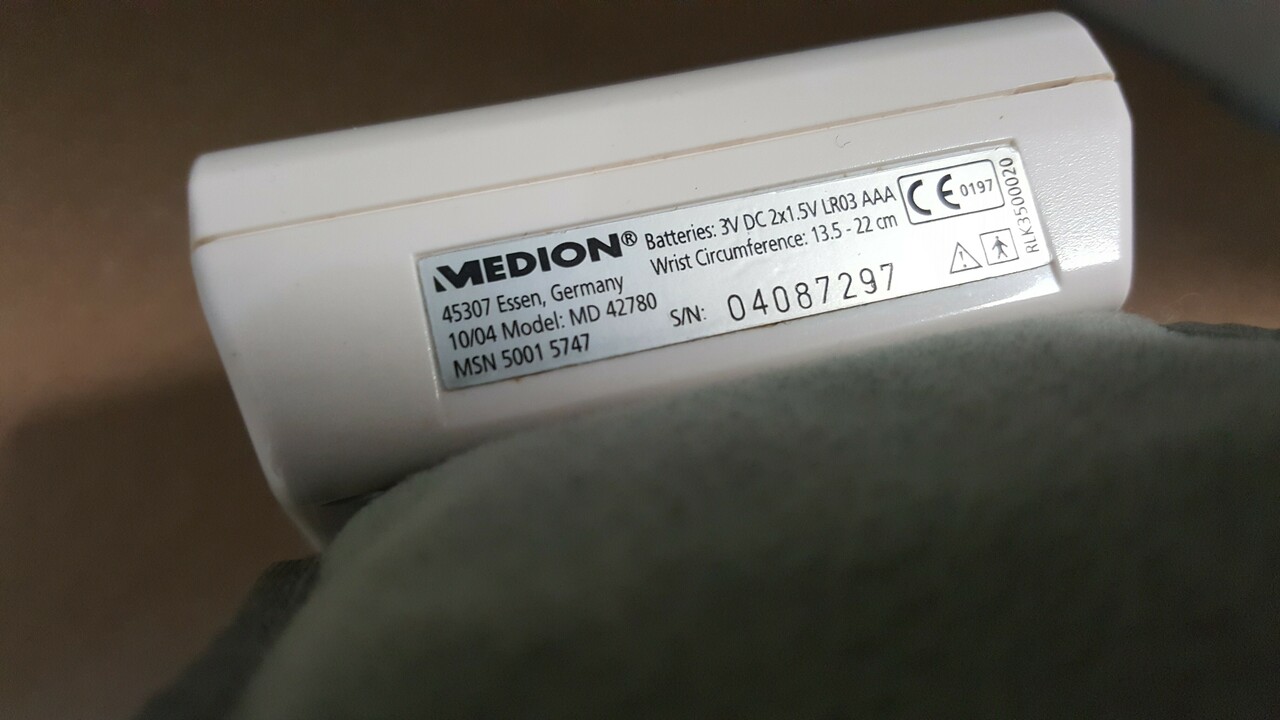 MEDION®
45307 Essen, Germany
10/04 Model: MD 42780
MSN 5001 5747
Batteries: 3V DC 2x1.5V LR03 AAA
Wrist Circumference: 13.5 - 22 cm
S/N: 04087297
CE 0197
RLK3500020